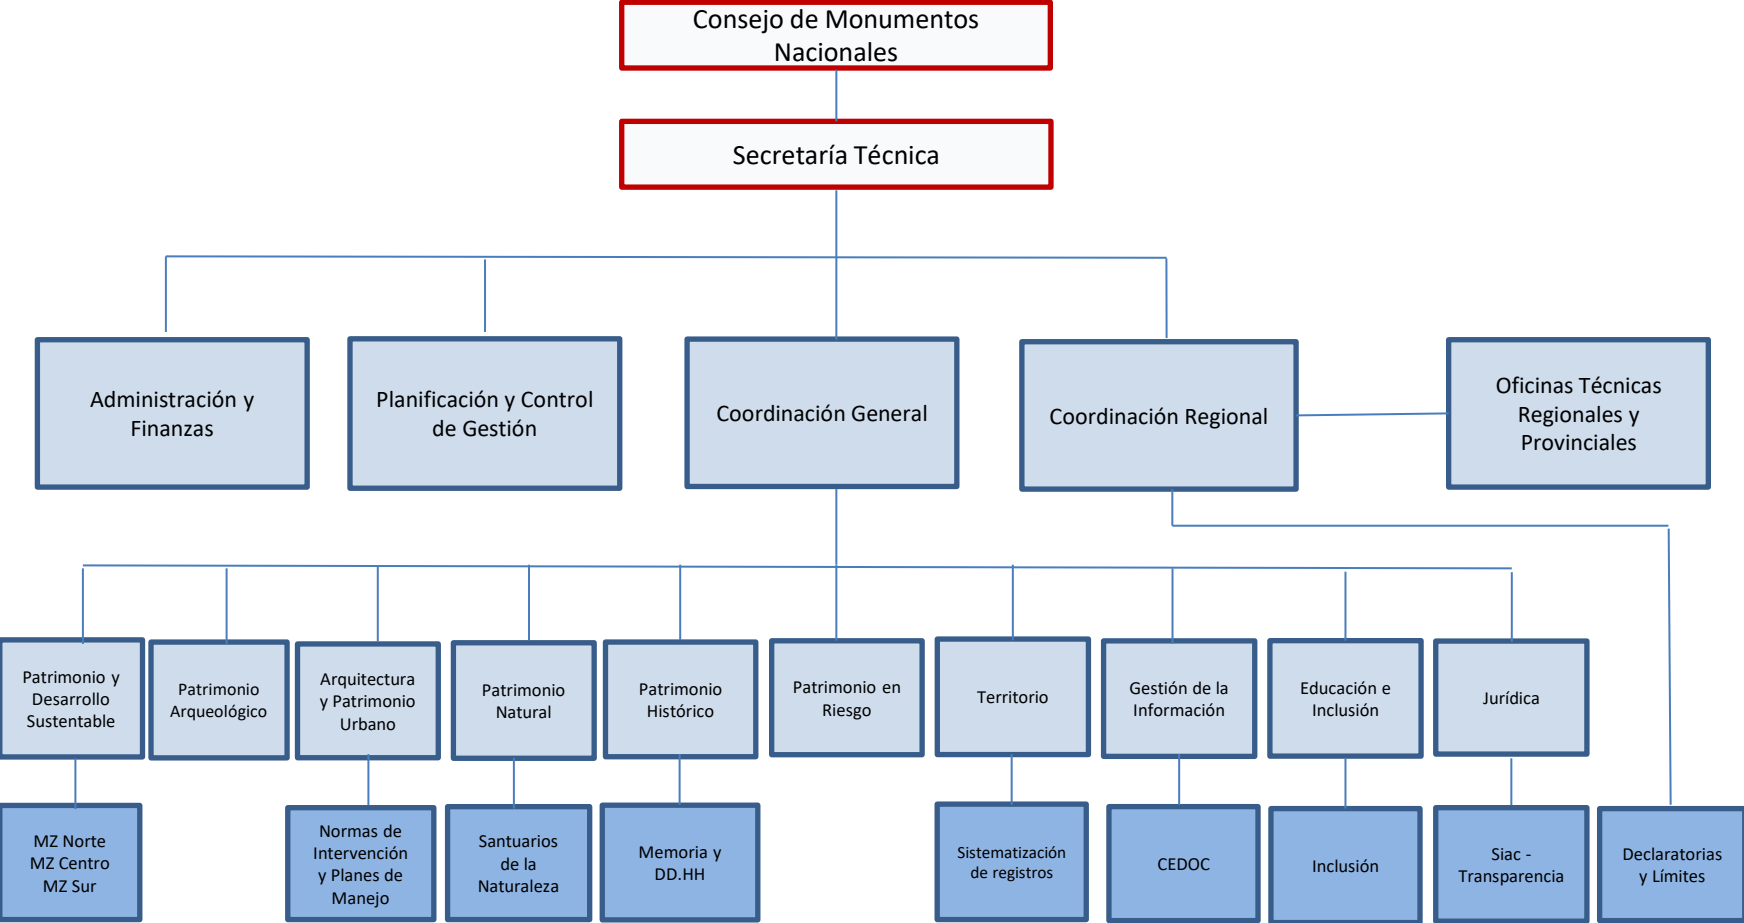 Consejo de Monumentos
Nacionales
Secretaría Técnica
Administración y
Finanzas
Planificación y Control
de Gestión
Coordinación General
Coordinación Regional
Oficinas Técnicas
Regionales y
Provinciales
Patrimonio y
Desarrollo
Sustentable
Patrimonio
Arqueológico
Arquitectura
y Patrimonio
Urbano
Patrimonio
Natural
Patrimonio
Histórico
Patrimonio en
Riesgo
Territorio
Gestión de la
Información
Educación e
Inclusión
Jurídica
MZ Norte
MZ Centro
MZ Sur
Normas de
Intervención
y Planes de
Manejo
Santuarios
de la
Naturaleza
Memoria y
DD.HH
Sistematización
de registros
CEDOC
Inclusión
Siac -
Transparencia
Declaratorias
y Límites